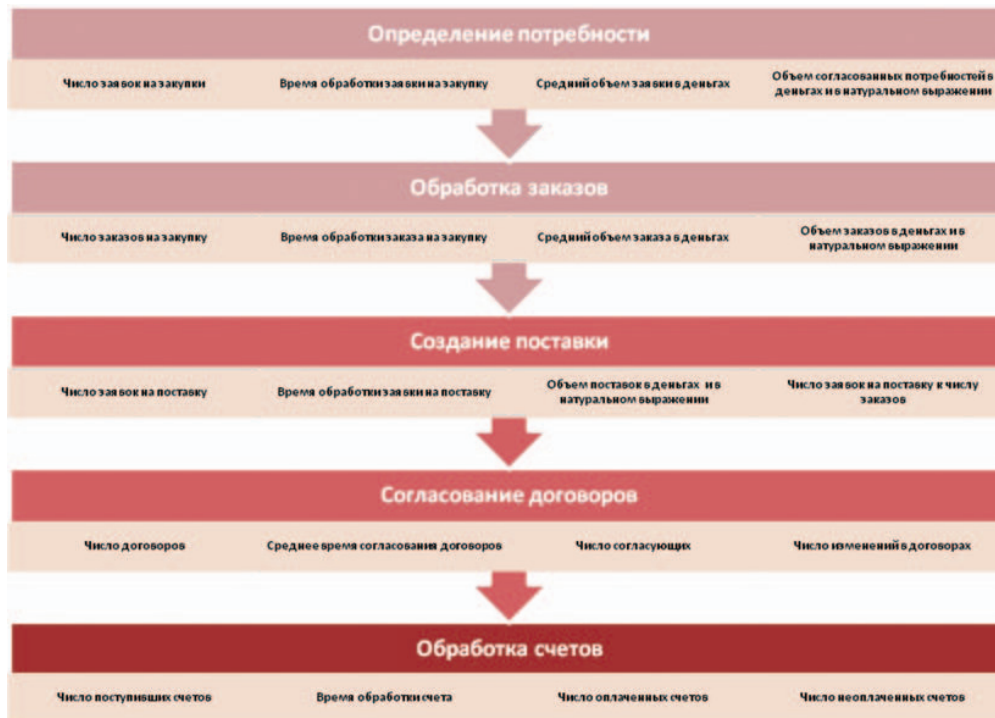 Определение потребности
Число заявок на закупки
Время обработки заявки на закупку
Средний объем заявки в деньгах
Объем согласованных потребностей в
деньгах и в натуральном выражении
Обработка заказов
Число заказов на закупку
Время обработки заказа на закупку
Средний объем заказа в деньгах
Объем заказов в деньгах и в
натуральном выражении
Создание поставки
Число заявок на поставку
Время обработки заявки на поставку
Объем поставок в деньгах и в
натуральном выражении
Число заявок на поставку к числу
заказов
Согласование договоров
Число договоров
Среднее время согласования договоров
Число согласующих
Число изменений в договорах
Обработка счетов
Число поступивших счетов
Время обработки счета
Число оплаченных счетов
Число неоплаченных счетов